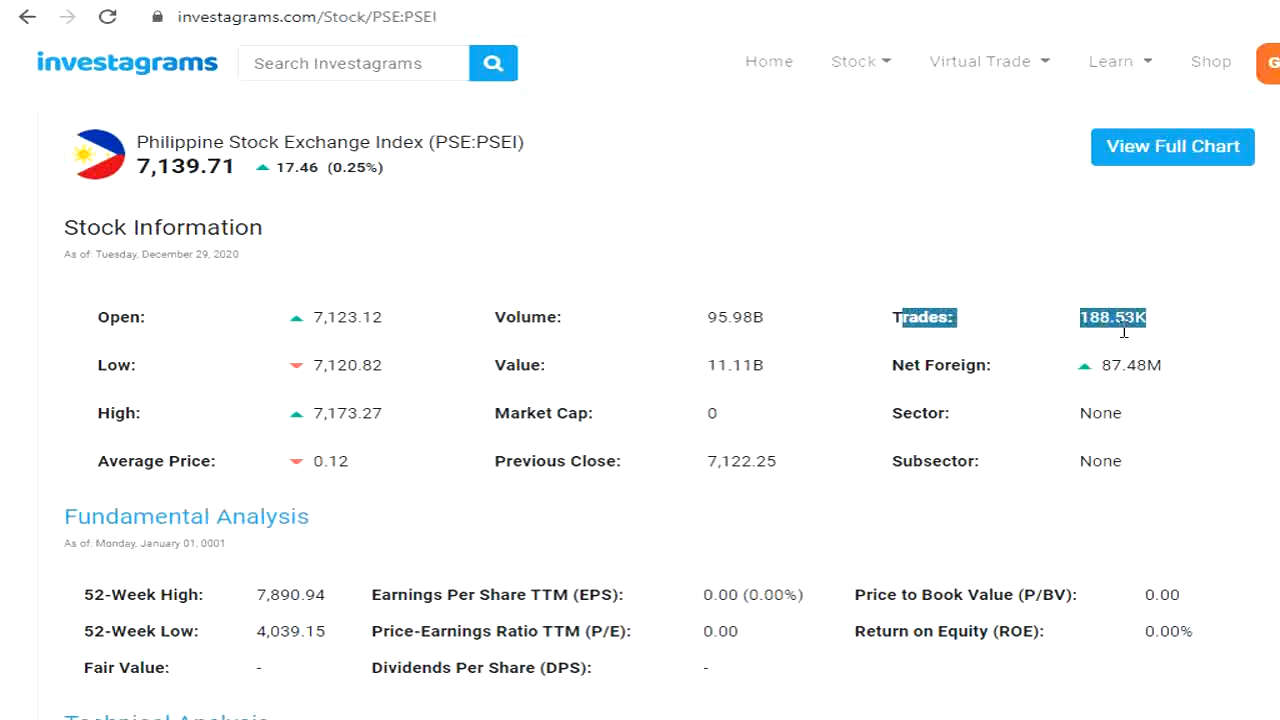 investagrams.com/Stock/PSE:PSEI
investagrams Search Investagrams Home Stock Virtual Trade Learn Shop G
Philippine Stock Exchange Index (PSE:PSEI)
7,139.71 17.46 (0.25%)
View Full Chart
Stock Information
As of: Tuesday, December 29, 2020
Open: 7,123.12 Volume: 95.98B Trades: 188.53K
Low: 7,120.82 Value: 11.11B Net Foreign: 87.48M
High: 7,173.27 Market Cap: 0 Sector: None
Average Price: 0.12 Previous Close: 7,122.25 Subsector: None
Fundamental Analysis
As of: Monday, January 01, 0001
52-Week High: 7,890.94 Earnings Per Share TTM (EPS): 0.00 (0.00%) Price to Book Value (P/BV): 0.00
52-Week Low: 4,039.15 Price-Earnings Ratio TTM (P/E): 0.00 Return on Equity (ROE): 0.00%
Fair Value: - Dividends Per Share (DPS): -
Technical Analysis